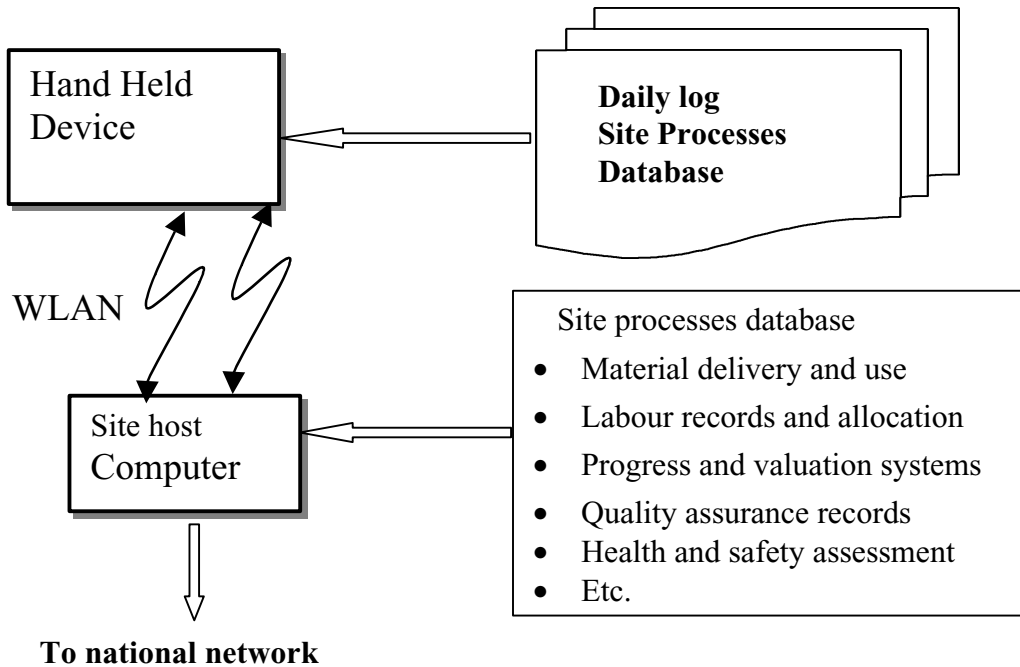 Hand Held
Device
Daily log
Site Processes
Database
WLAN
Site processes database
• Material delivery and use
• Labour records and allocation
• Progress and valuation systems
• Quality assurance records
• Health and safety assessment
• Etc.
Site host
Computer
To national network